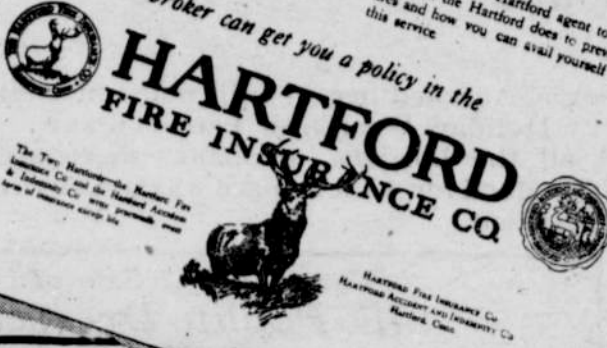 Hartford agent to
and how you can avail yourself
the Hartford does to prev
this service
broker can get you a policy in the
HARTFORD
FIRE INSURANCE CO.
The Two Hartfords—the Hartford Fire
Insurance Co. and the Hartford Accident
& Indemnity Co. write practically every
form of insurance except life
HARTFORD FIRE INSURANCE CO
HARTFORD ACCIDENT AND INDEMNITY CO
Hartford, Conn.